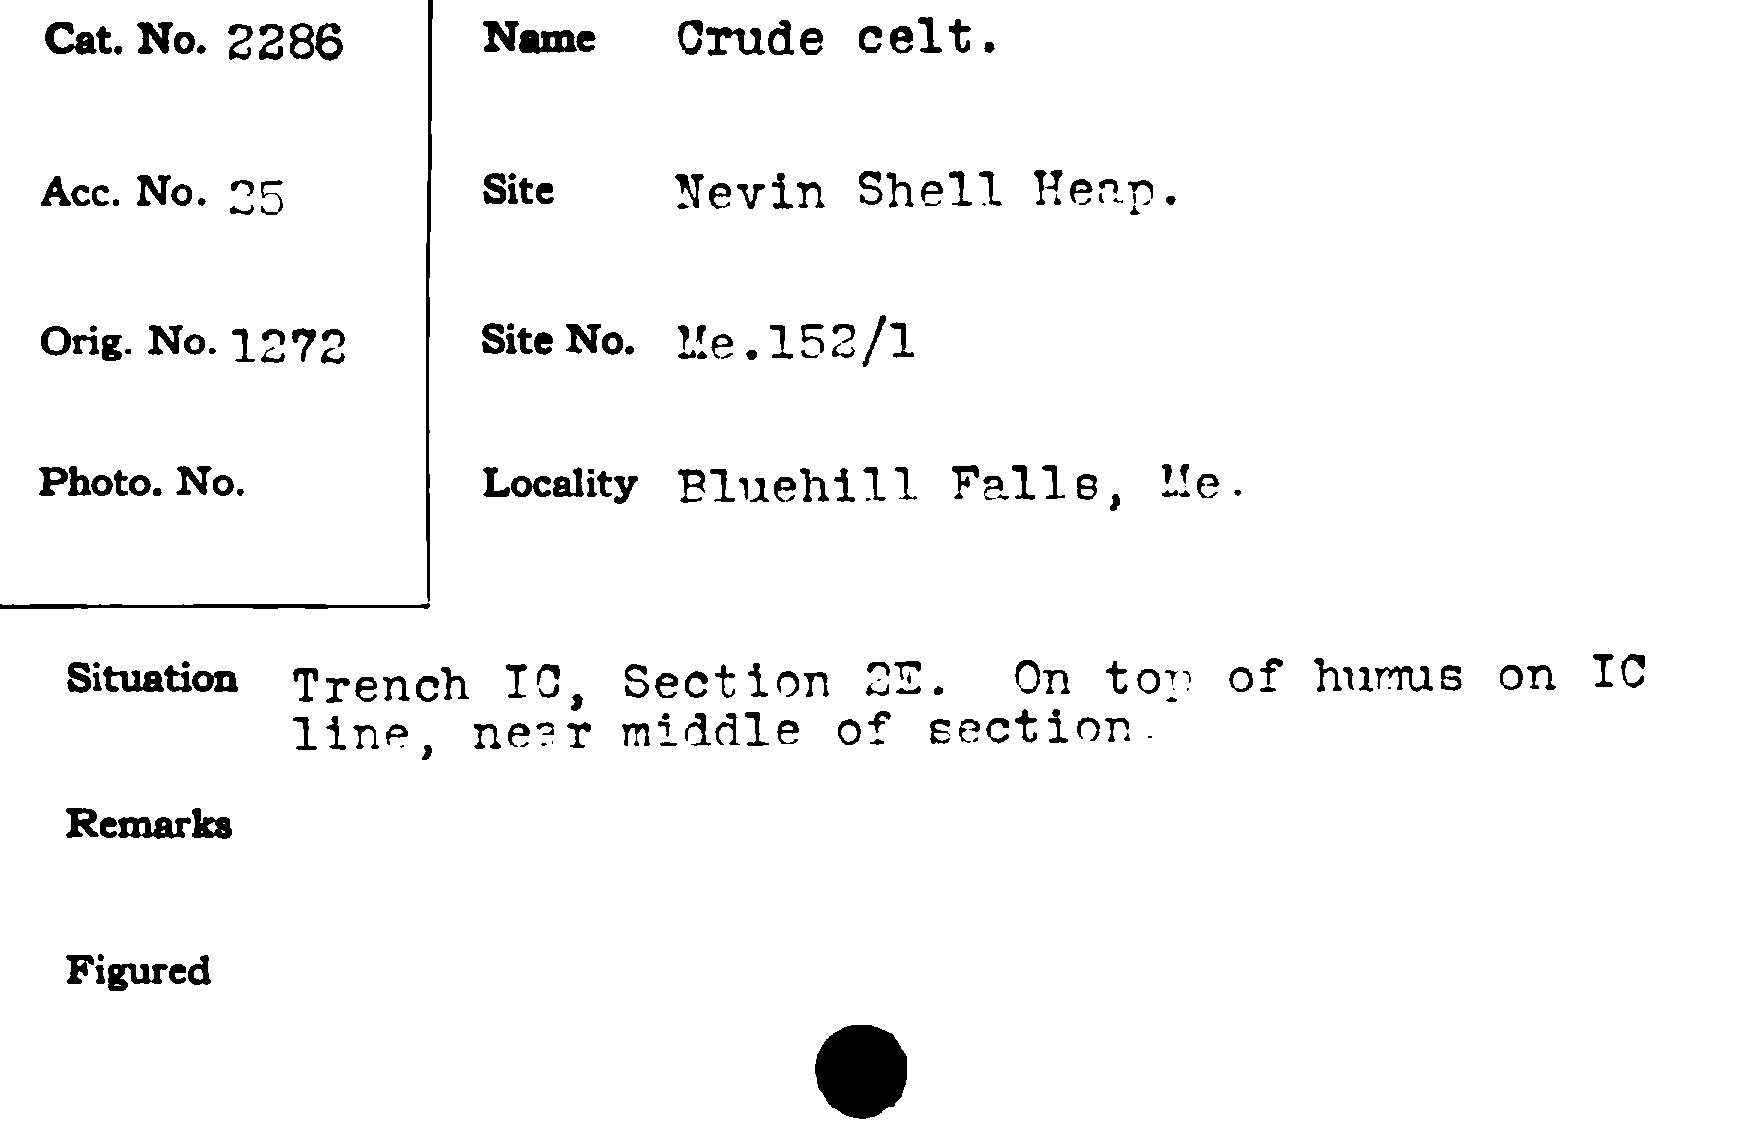 Cat. No. 2286
Name Crude celt.
Acc. No. 25
Site Nevin Shell Heap.
Orig. No. 1272
Site No. Me.152/1
Photo. No.
Locality Bluehill Falls, Me.
Situation Trench IC, Section 2E. On top of humus on IC
line, near middle of section.
Remarks
Figured